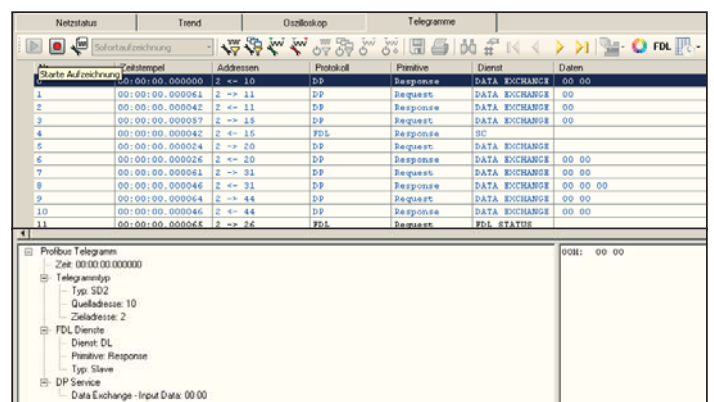 Netzstatus Trend Oszilloskop Telegramme
Sofortaufzeichnung FDL
Zeitstempel Addressen Protokoll Primitive Dienst Daten
Starte Aufzeichnung
00:00:00.000000 2 <- 10 DP Response DATA EXCHANGE 00 00
1 00:00:00.000061 2 -> 11 DP Request DATA EXCHANGE 00
2 00:00:00.000042 2 <- 11 DP Response DATA EXCHANGE 00
3 00:00:00.000057 2 -> 15 DP Request DATA EXCHANGE 00
4 00:00:00.000042 2 <- 15 FDL Response SC
5 00:00:00.000024 2 -> 20 DP Request DATA EXCHANGE
6 00:00:00.000026 2 <- 20 DP Response DATA EXCHANGE 00 00
7 00:00:00.000061 2 -> 31 DP Request DATA EXCHANGE 00
8 00:00:00.000046 2 <- 31 DP Response DATA EXCHANGE 00 00 00
9 00:00:00.000064 2 -> 44 DP Request DATA EXCHANGE 00 00
10 00:00:00.000046 2 <- 44 DP Response DATA EXCHANGE 00 00
11 00:00:00.000065 2 -> 26 FDL Request FDL STATUS
Profibus Telegramm
Zeit: 00:00:00.000000
Telegrammtyp
Typ: SD2
Quelladresse: 10
Zieladresse: 2
FDL Dienste
Dienst: DL
Primitive: Response
Typ: Slave
DP Service
Data Exchange - Input Data: 00 00
00H: 00 00